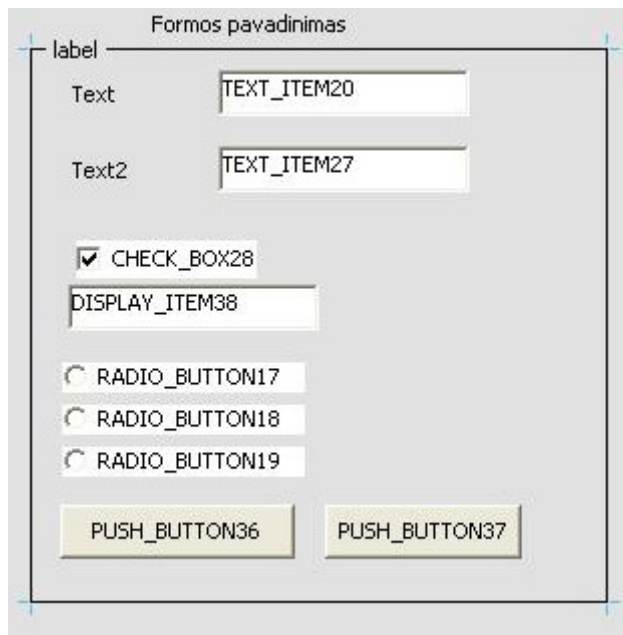 Formos pavadinimas
label
Text TEXT_ITEM20
Text2 TEXT_ITEM27
CHECK_BOX28
DISPLAY_ITEM38
RADIO_BUTTON17
RADIO_BUTTON18
RADIO_BUTTON19
PUSH_BUTTON36 PUSH_BUTTON37